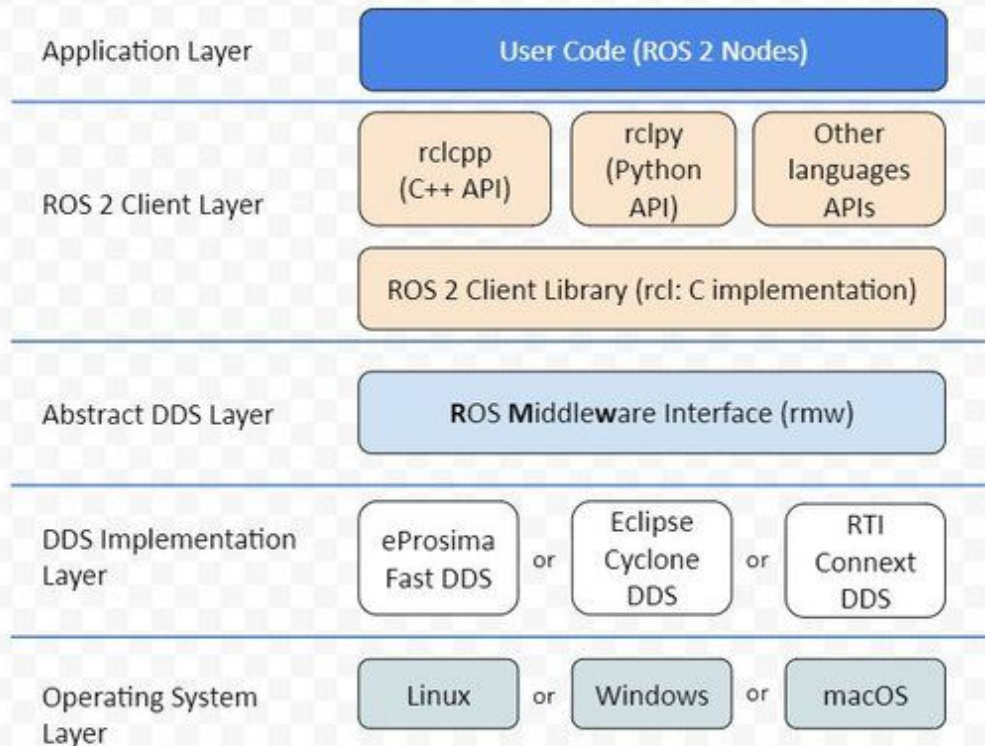 Application Layer
User Code (ROS 2 Nodes)
ROS 2 Client Layer
rclcpp
(C++ API)
rclpy
(Python
API)
Other
languages
APIs
ROS 2 Client Library (rcl: C implementation)
Abstract DDS Layer
ROS Middleware Interface (rmw)
DDS Implementation
Layer
eProsima
Fast DDS
or
Eclipse
Cyclone
DDS
or
RTI
Connext
DDS
Operating System
Layer
Linux
or
Windows
or
macOS